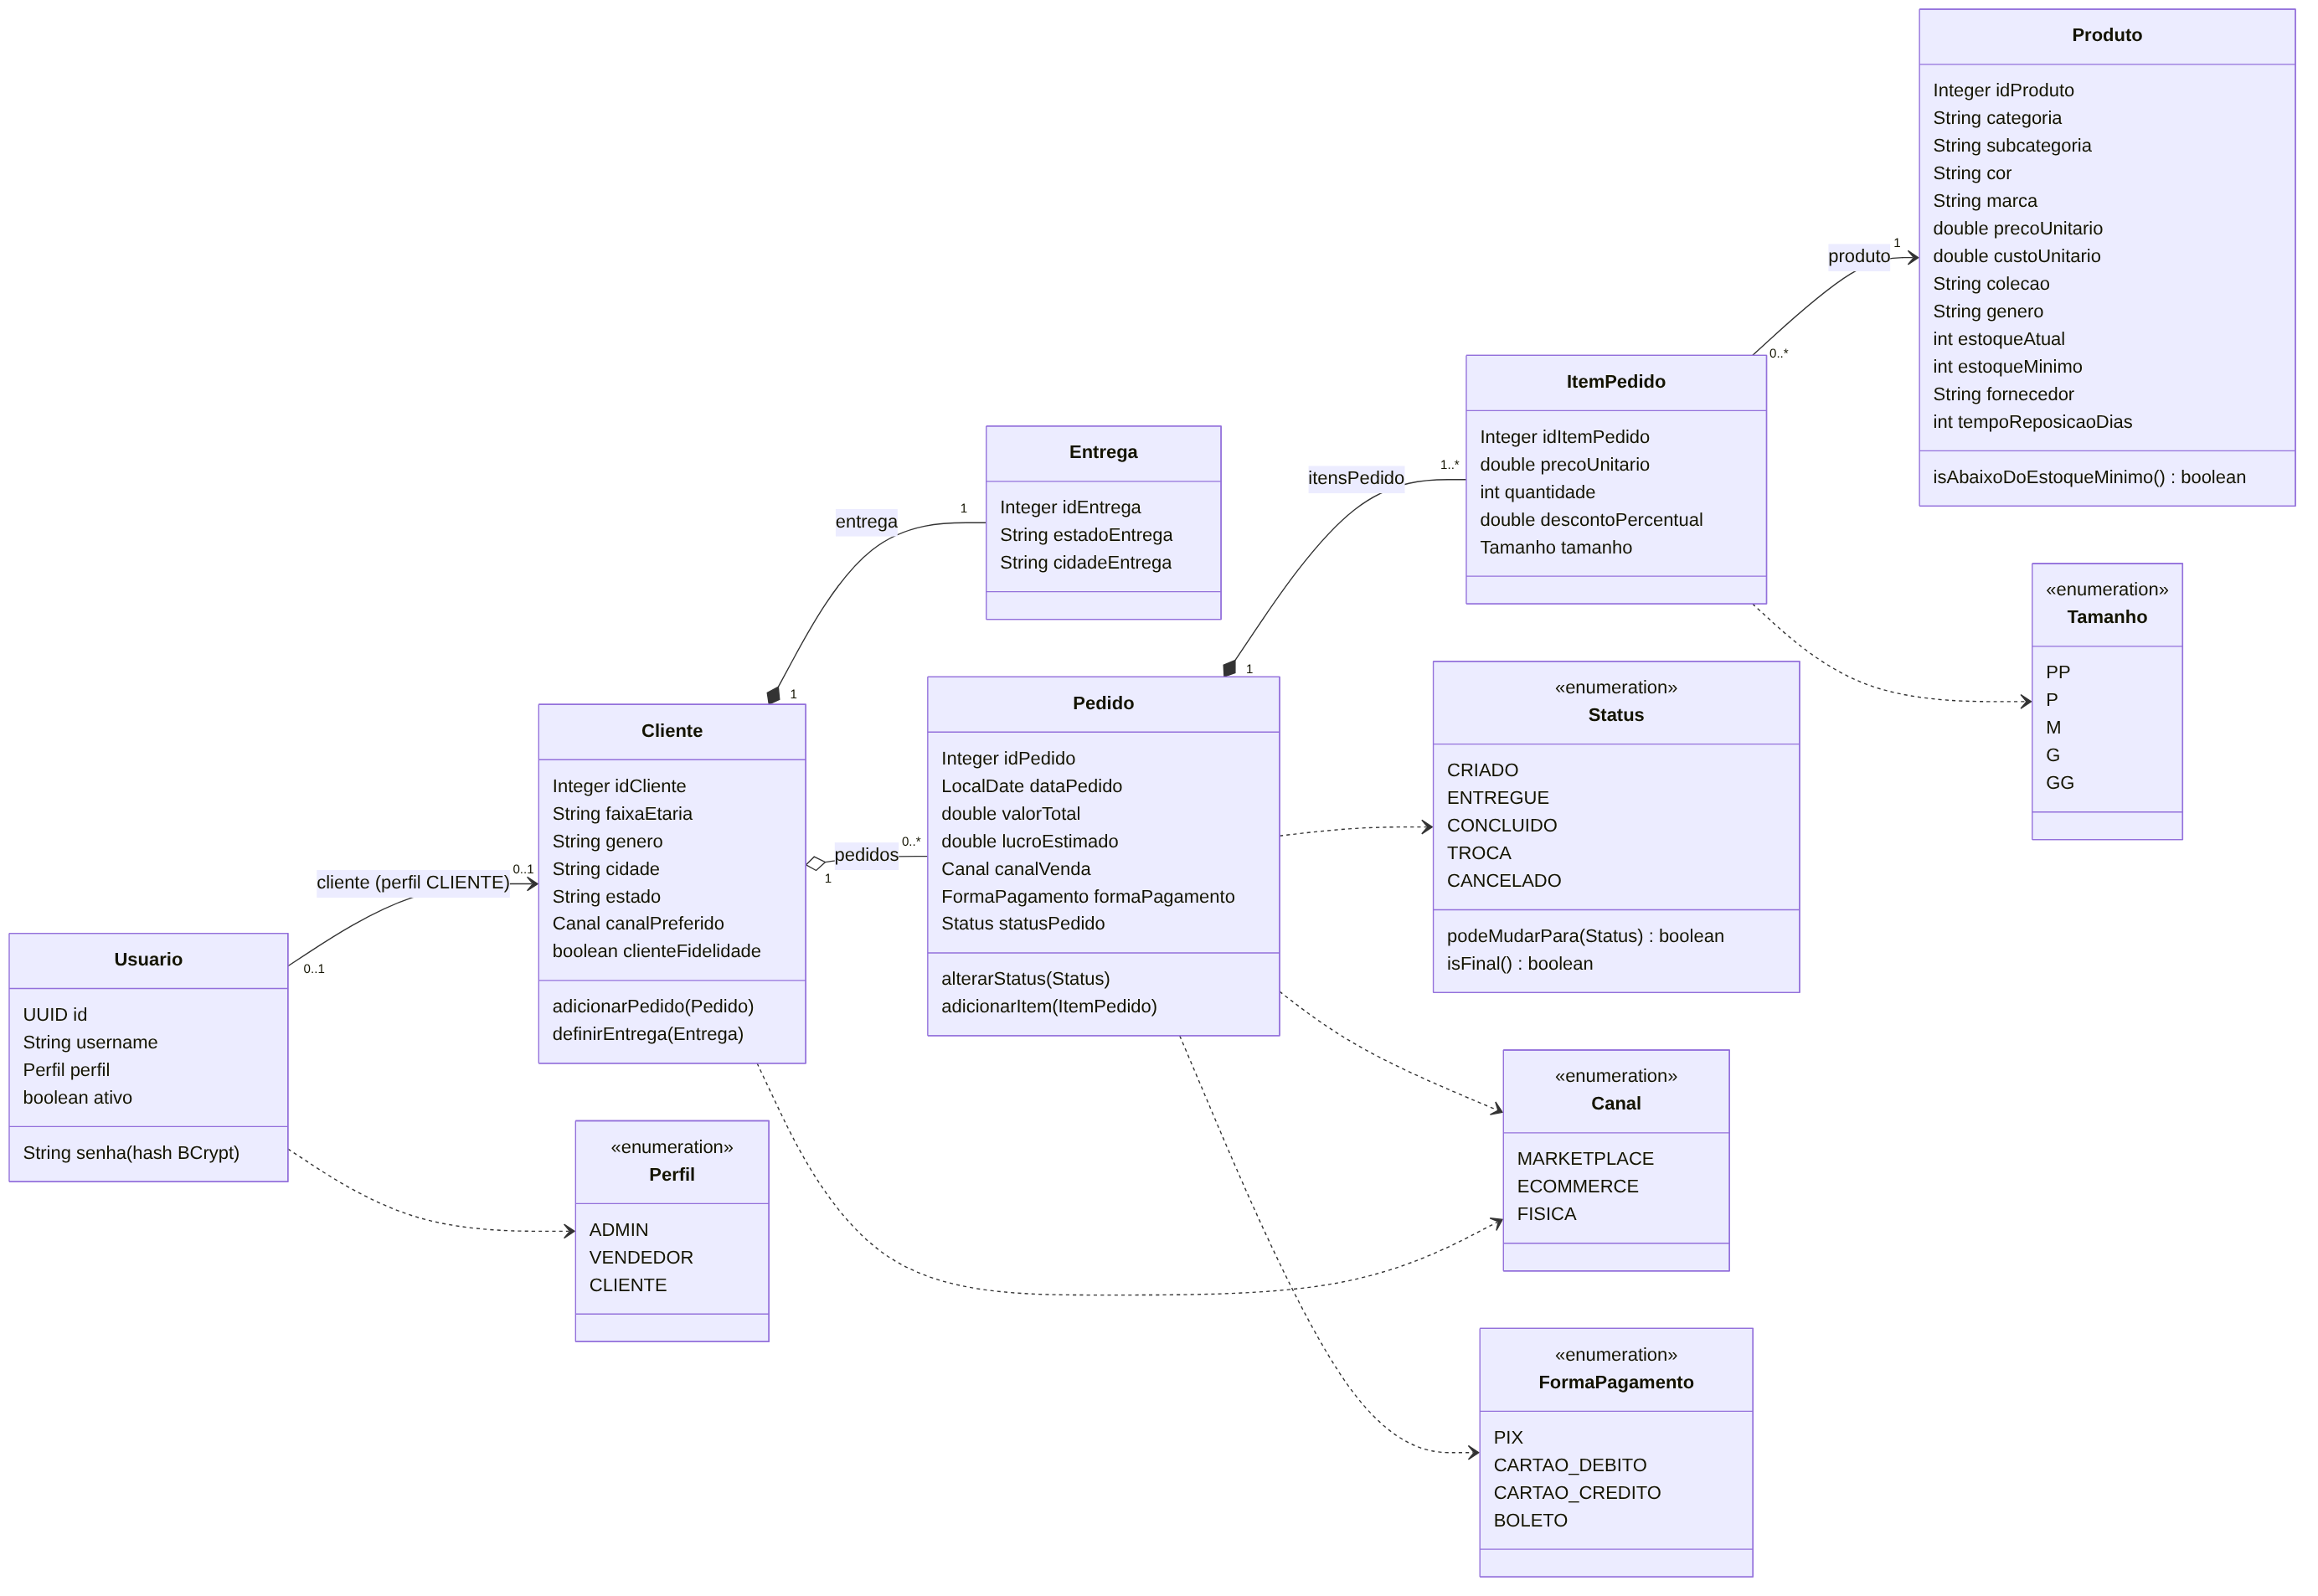 Produto
Integer idProduto
String categoria
String subcategoria
String cor
String marca
double precoUnitario
double custoUnitario
String colecao
String genero
int estoqueAtual
int estoqueMinimo
String fornecedor
int tempoReposicaoDias
isAbaixoDoEstoqueMinimo() : boolean
produto
1
0..*
ItemPedido
Integer idItemPedido
double precoUnitario
int quantidade
double descontoPercentual
Tamanho tamanho
itensPedido
1..*
1
Entrega
Integer idEntrega
String estadoEntrega
String cidadeEntrega
entrega
1
1
«enumeration»
Tamanho
PP
P
M
G
GG
«enumeration»
Status
CRIADO
ENTREGUE
CONCLUIDO
TROCA
CANCELADO
podeMudarPara(Status) : boolean
isFinal() : boolean
Pedido
Integer idPedido
LocalDate dataPedido
double valorTotal
double lucroEstimado
Canal canalVenda
FormaPagamento formaPagamento
Status statusPedido
alterarStatus(Status)
adicionarItem(ItemPedido)
pedidos
0..*
1
Cliente
Integer idCliente
String faixaEtaria
String genero
String cidade
String estado
Canal canalPreferido
boolean clienteFidelidade
adicionarPedido(Pedido)
definirEntrega(Entrega)
cliente (perfil CLIENTE)
0..1
0..1
Usuario
UUID id
String username
Perfil perfil
boolean ativo
String senha(hash BCrypt)
«enumeration»
Perfil
ADMIN
VENDEDOR
CLIENTE
«enumeration»
Canal
MARKETPLACE
ECOMMERCE
FISICA
«enumeration»
FormaPagamento
PIX
CARTAO_DEBITO
CARTAO_CREDITO
BOLETO